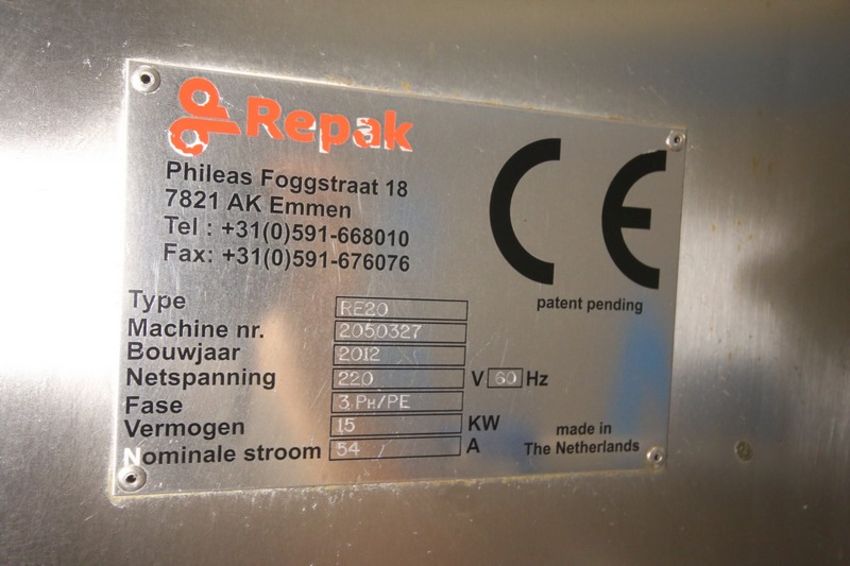 Repak
Phileas Foggstraat 18
7821 AK Emmen
Tel : +31(0)591-668010
Fax: +31(0)591-676076
CE
patent pending
Type RE20
Machine nr. 2050327
Bouwjaar 2012
Netspanning 220 V 60 Hz
Fase 3 PH/PE
Vermogen 15 KW
Nominale stroom 54 A
made in
The Netherlands